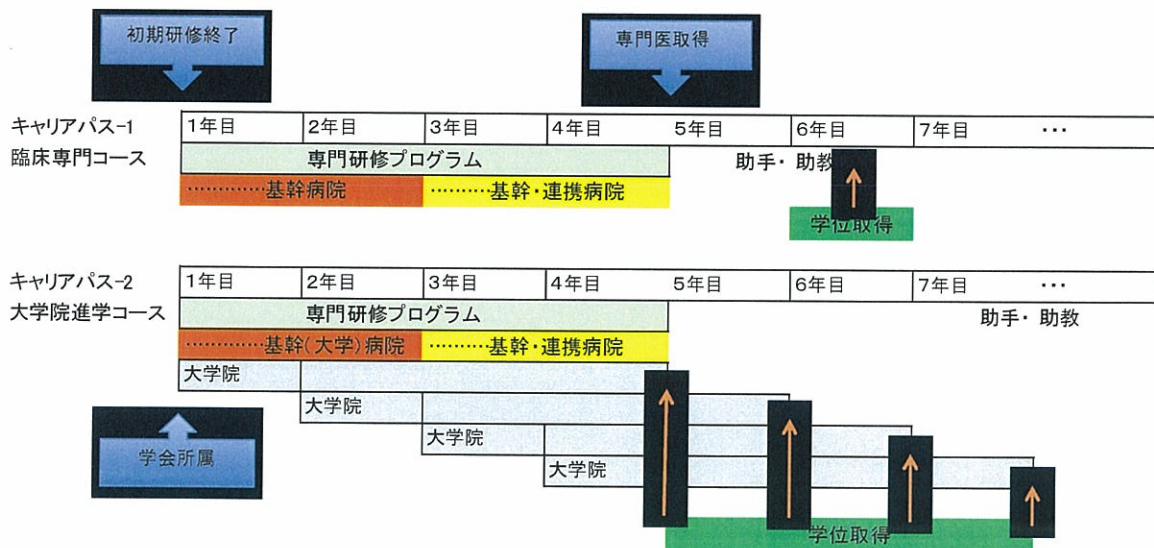 初期研修終了
専門医取得
キャリアパス-1
1年目 2年目 3年目 4年目 5年目 6年目 7年目 ・・・
臨床専門コース
専門研修プログラム
助手・助教
・・・・・・・・・・・・基幹病院
・・・・・・・・・基幹・連携病院
学位取得
キャリアパス-2
1年目 2年目 3年目 4年目 5年目 6年目 7年目 ・・・
大学院進学コース
専門研修プログラム
助手・助教
・・・・・・・・・・・・基幹(大学)病院
・・・・・・・・・基幹・連携病院
大学院
大学院
大学院
大学院
学会所属
学位取得